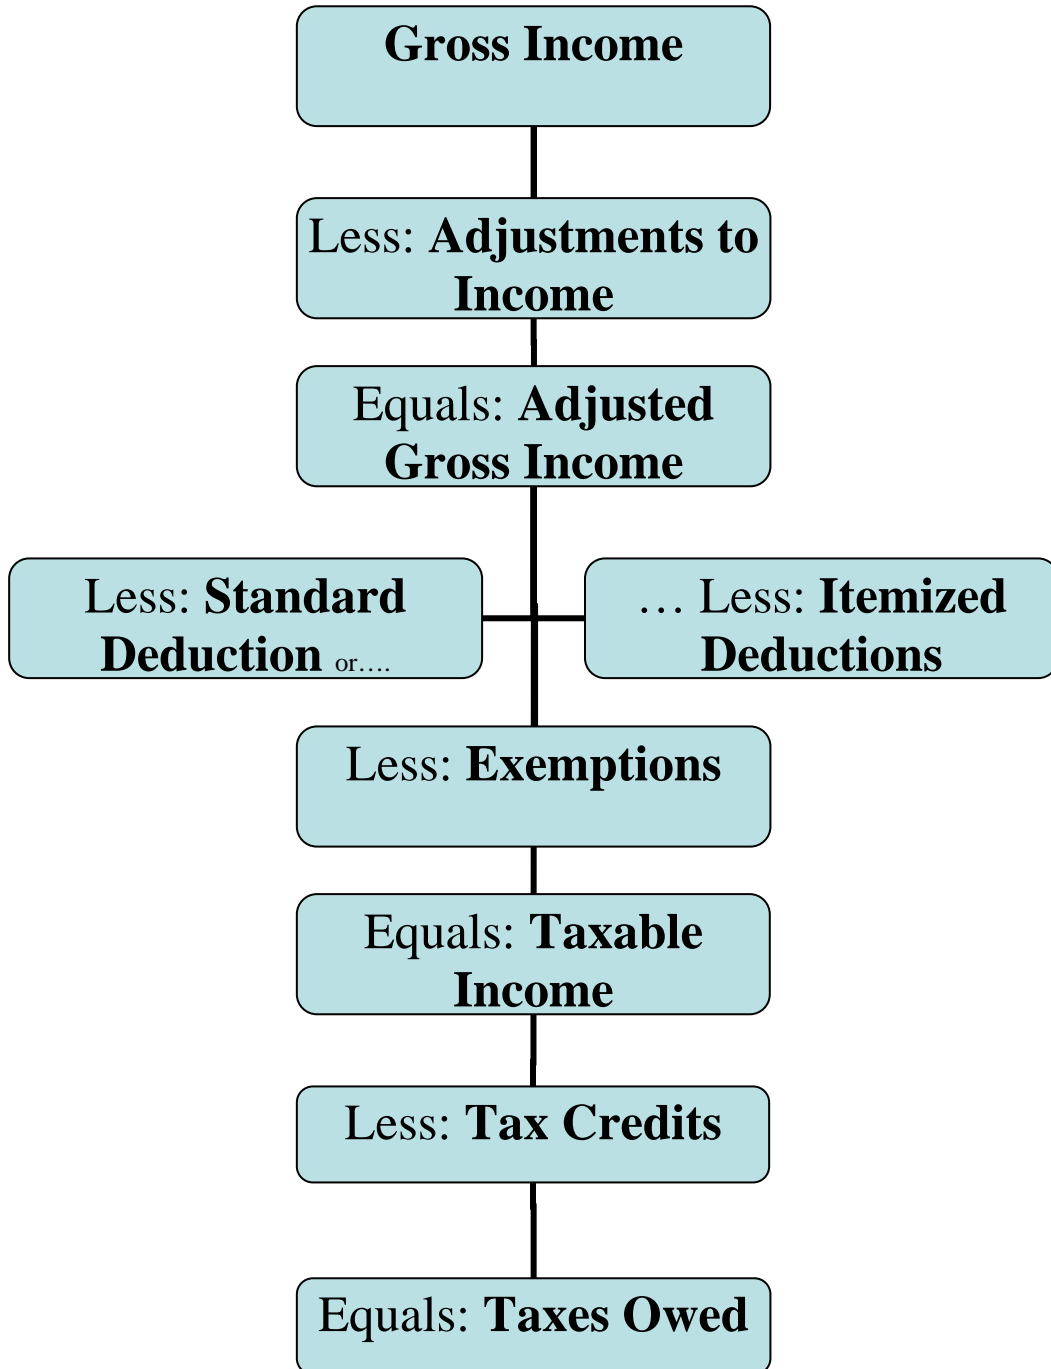 Gross Income
Less: Adjustments to
Income
Equals: Adjusted
Gross Income
Less: Standard
Deduction or....
… Less: Itemized
Deductions
Less: Exemptions
Equals: Taxable
Income
Less: Tax Credits
Equals: Taxes Owed